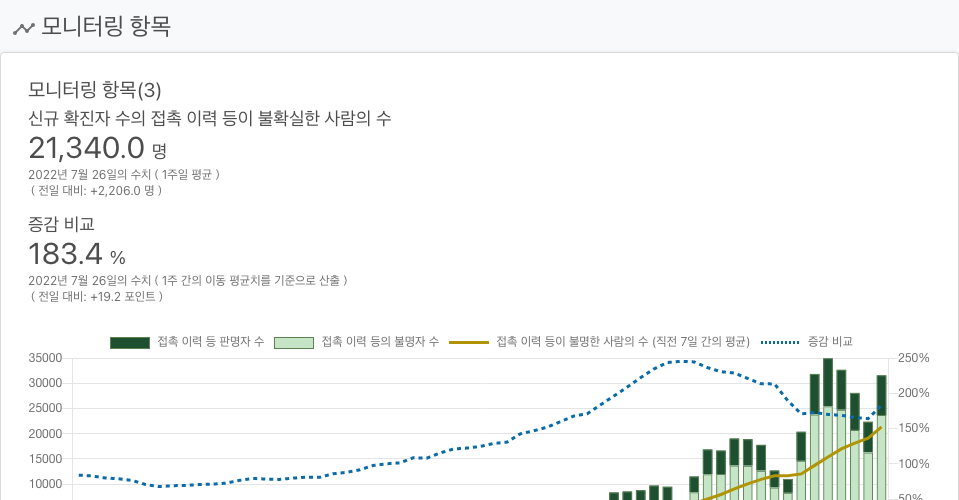 모니터링 항목
모니터링 항목(3)
신규 확진자 수의 접촉 이력 등이 불확실한 사람의 수
21,340.0 명
2022년 7월 26일의 수치 ( 1주일 평균 )
( 전일 대비: +2,206.0 명 )
증감 비교
183.4 %
2022년 7월 26일의 수치 ( 1주 간의 이동 평균치를 기준으로 산출 )
( 전일 대비: +19.2 포인트 )
접촉 이력 등 판명자 수 접촉 이력 등의 불명자 수 접촉 이력 등이 불명한 사람의 수 (직전 7일 간의 평균) 증감 비교
35000 250%
30000 200%
25000 150%
20000
15000 100%
10000 50%